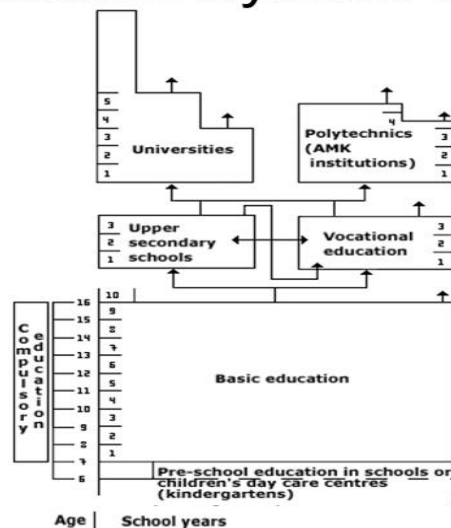 5
4
3
2
1
Universities
4
3
2
1
Polytechnics
(AMK
institutions)
3
2
1
Upper
secondary
schools
Vocational
education
3
2
1
Compulsory
education
16
15
14
13
12
11
10
9
8
7
6
10
9
8
7
6
5
4
3
2
1
Basic education
Pre-school education in schools or
children's day care centres
(kindergartens)
Age School years